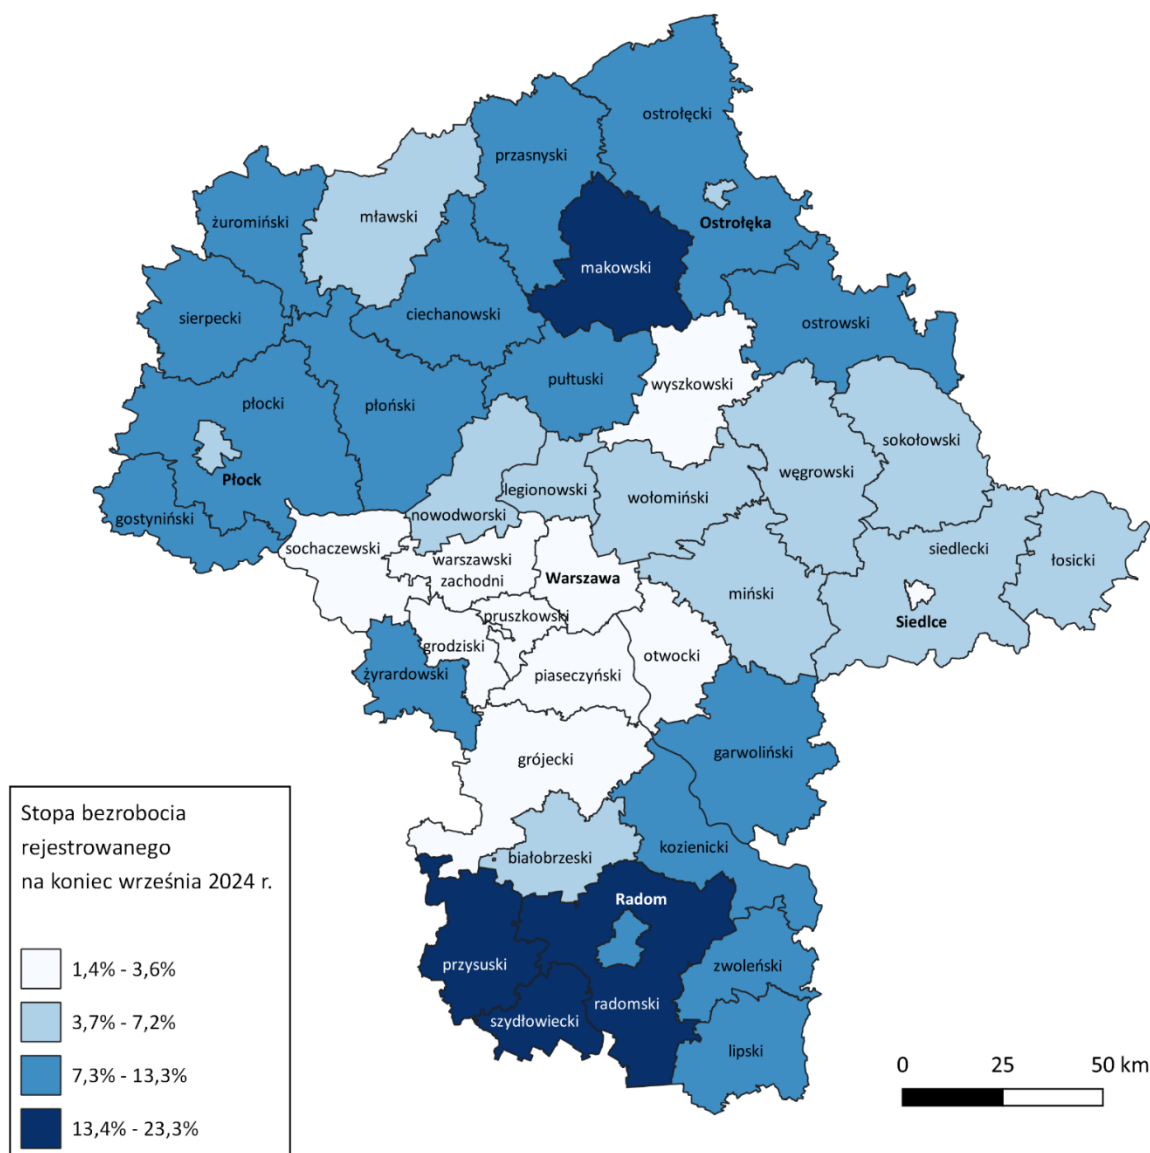 ostrołęcki
przasnyski
Ostrołęka
mławski
żuromiński
makowski
ciechanowski
sierpecki
ostrowski
pułtuski
wyszkowski
płocki
płoński
sokołowski
węgrowski
Płock
legionowski
wołomiński
nowodworski
gostyniński
sochaczewski
siedlecki
łosicki
warszawski
zachodni
Warszawa
miński
pruszkowski
Siedlce
grodziski
otwocki
żyrardowski
piaseczyński
garwoliński
grójecki
białobrzeski
kozienicki
Radom
przysuski
zwoleński
radomski
szydłowiecki
lipski
Stopa bezrobocia
rejestrowanego
na koniec września 2024 r.
1,4% - 3,6%
3,7% - 7,2%
7,3% - 13,3%
13,4% - 23,3%
0 25 50 km